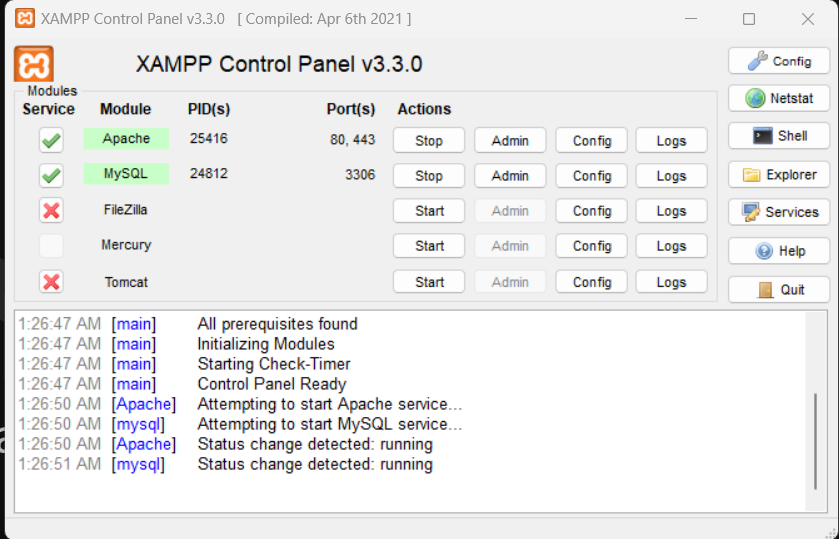 XAMPP Control Panel v3.3.0 [ Compiled: Apr 6th 2021 ]
XAMPP Control Panel v3.3.0
Config
Modules
Service Module PID(s) Port(s) Actions
Netstat
Apache 25416 80, 443 Stop Admin Config Logs
Shell
MySQL 24812 3306 Stop Admin Config Logs
Explorer
FileZilla Start Admin Config Logs
Services
Mercury Start Admin Config Logs
Help
Tomcat Start Admin Config Logs
Quit
1:26:47 AM [main] All prerequisites found
1:26:47 AM [main] Initializing Modules
1:26:47 AM [main] Starting Check-Timer
1:26:47 AM [main] Control Panel Ready
1:26:50 AM [Apache] Attempting to start Apache service...
1:26:50 AM [mysql] Attempting to start MySQL service...
1:26:50 AM [Apache] Status change detected: running
1:26:51 AM [mysql] Status change detected: running